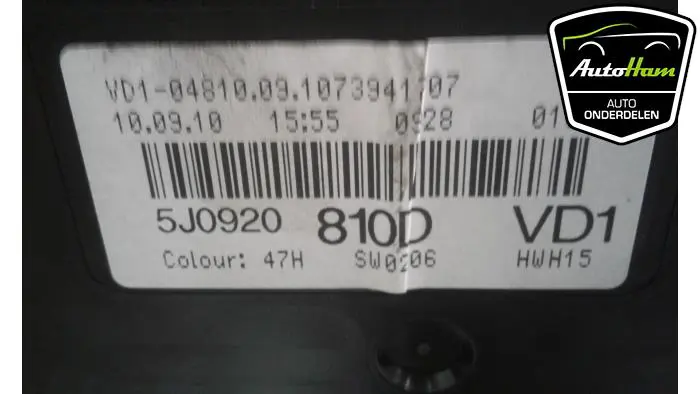 VD1-04810.09.1073941707
10.09.10 15:55 0928 01
5J0920 810D VD1
Colour: 47H SW0206 HWH15
AutoHam
AUTO
ONDERDELEN